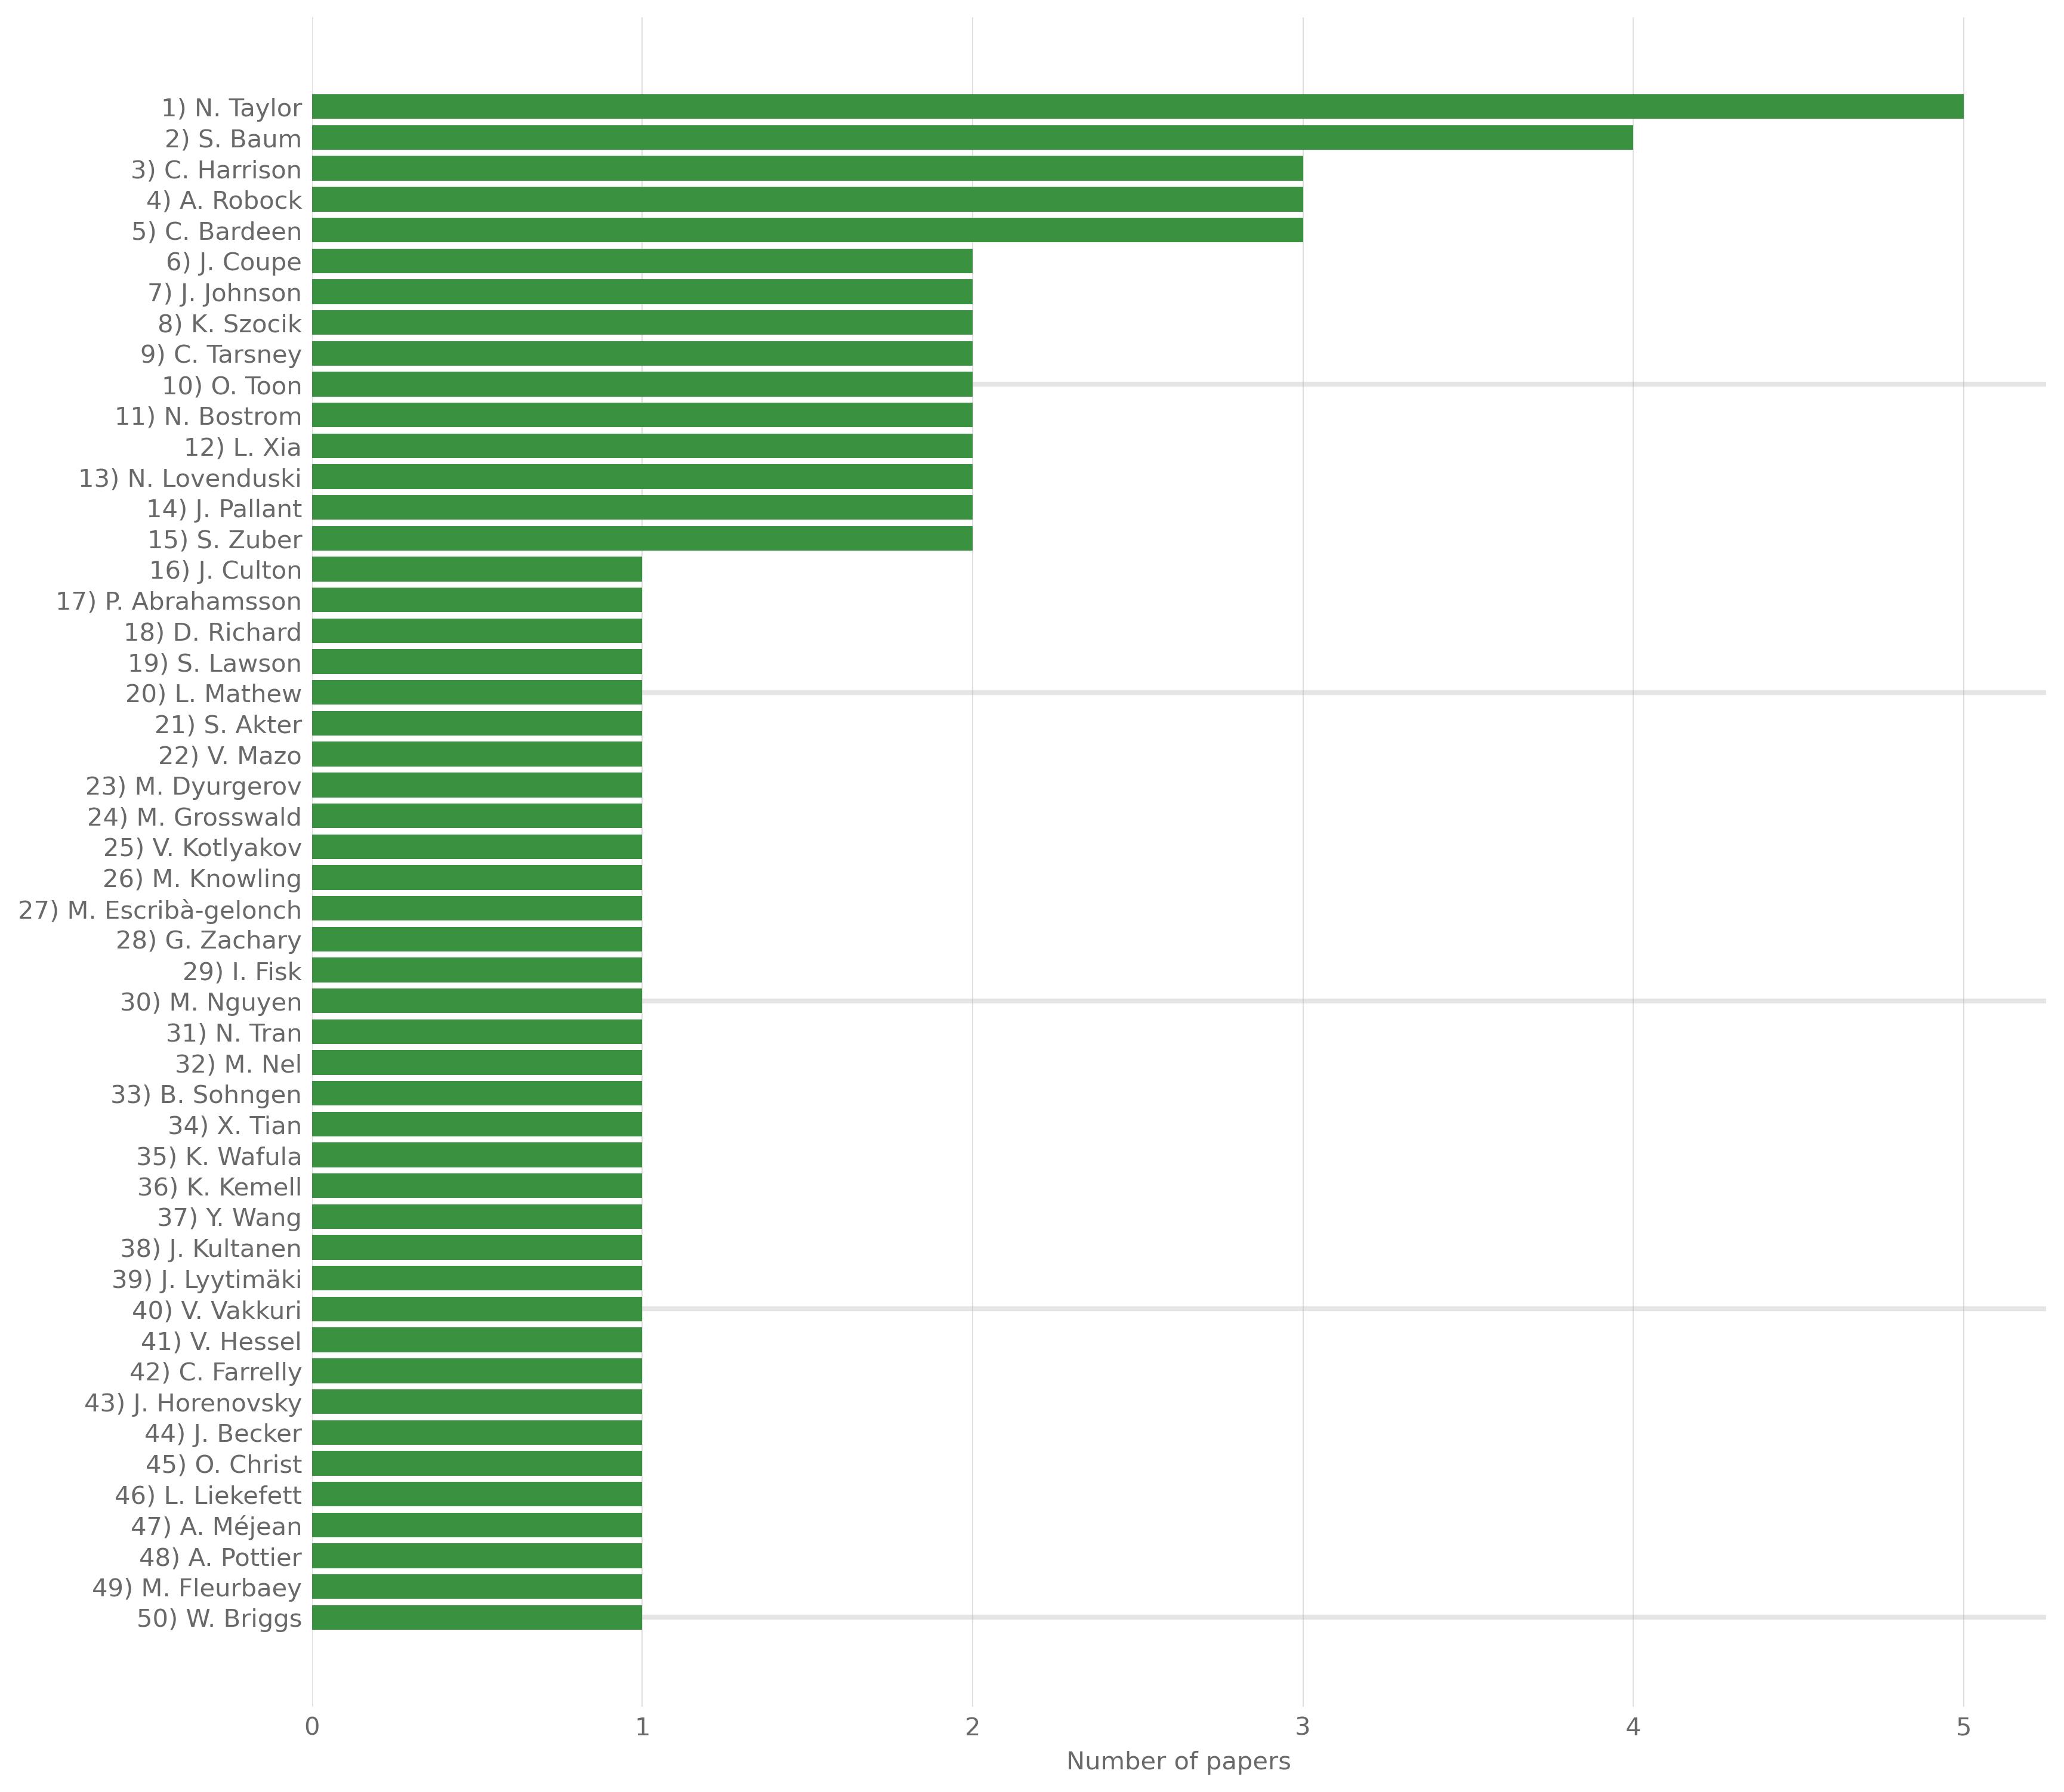 1) N. Taylor
2) S. Baum
3) C. Harrison
4) A. Robock
5) C. Bardeen
6) J. Coupe
7) J. Johnson
8) K. Szocik
9) C. Tarsney
10) O. Toon
11) N. Bostrom
12) L. Xia
13) N. Lovenduski
14) J. Pallant
15) S. Zuber
16) J. Culton
17) P. Abrahamsson
18) D. Richard
19) S. Lawson
20) L. Mathew
21) S. Akter
22) V. Mazo
23) M. Dyurgerov
24) M. Grosswald
25) V. Kotlyakov
26) M. Knowling
27) M. Escribà-gelonch
28) G. Zachary
29) I. Fisk
30) M. Nguyen
31) N. Tran
32) M. Nel
33) B. Sohngen
34) X. Tian
35) K. Wafula
36) K. Kemell
37) Y. Wang
38) J. Kultanen
39) J. Lyytimäki
40) V. Vakkuri
41) V. Hessel
42) C. Farrelly
43) J. Horenovsky
44) J. Becker
45) O. Christ
46) L. Liekefett
47) A. Méjean
48) A. Pottier
49) M. Fleurbaey
50) W. Briggs
0 1 2 3 4 5
Number of papers